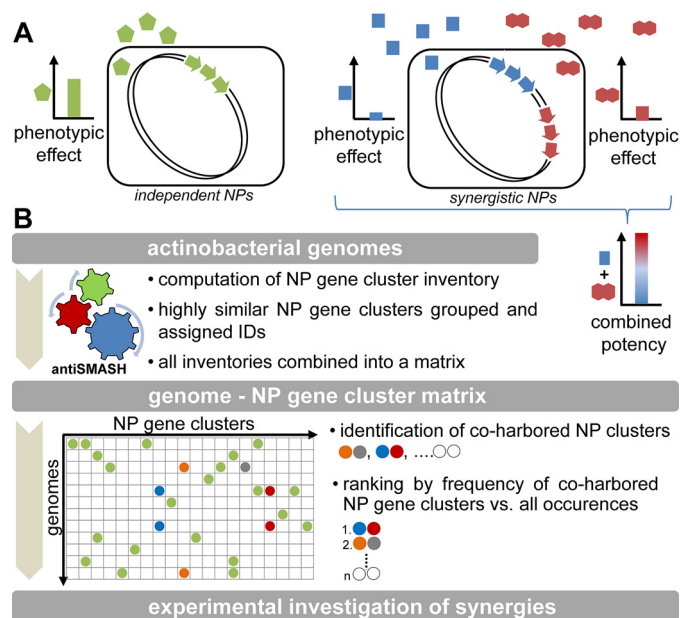 A
phenotypic
effect
independent NPs
phenotypic
effect
synergistic NPs
phenotypic
effect
B
actinobacterial genomes
+
combined
potency
antiSMASH
• computation of NP gene cluster inventory
• highly similar NP gene clusters grouped and
assigned IDs
• all inventories combined into a matrix
genome - NP gene cluster matrix
NP gene clusters
genomes
• identification of co-harbored NP clusters
, , ....
• ranking by frequency of co-harbored
NP gene clusters vs. all occurences
1.
2.
n
experimental investigation of synergies